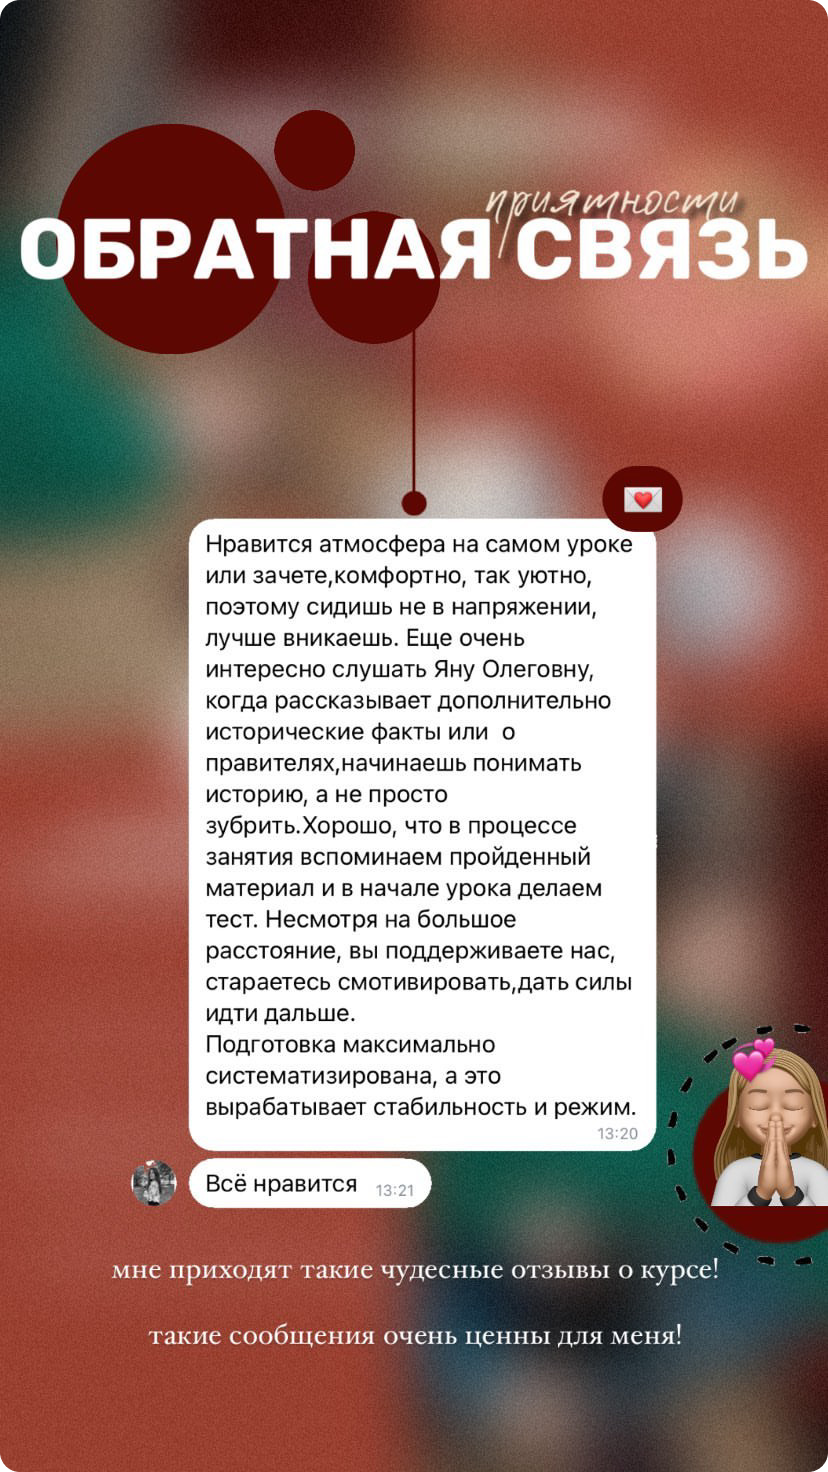 приятности
ОБРАТНАЯ СВЯЗЬ
Нравится атмосфера на самом уроке
или зачете,комфортно, так уютно,
поэтому сидишь не в напряжении,
лучше вникаешь. Еще очень
интересно слушать Яну Олеговну,
когда рассказывает дополнительно
исторические факты или  о
правителях,начинаешь понимать
историю, а не просто
зубрить.Хорошо, что в процессе
занятия вспоминаем пройденный
материал и в начале урока делаем
тест. Несмотря на большое
расстояние, вы поддерживаете нас,
стараетесь смотивировать,дать силы
идти дальше.
Подготовка максимально
систематизирована, а это
вырабатывает стабильность и режим.
13:20
Всё нравится 13:21
мне приходят такие чудесные отзывы о курсе!
такие сообщения очень ценны для меня!